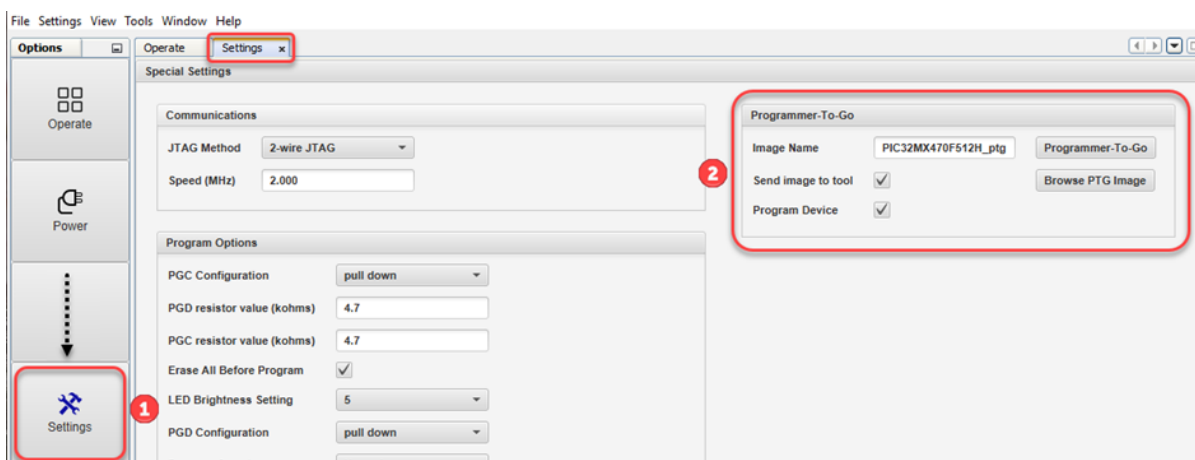 File Settings View Tools Window Help
Options
Operate Settings x
Special Settings
Operate
Power
Settings
1
Communications
JTAG Method 2-wire JTAG
Speed (MHz) 2.000
Program Options
PGC Configuration pull down
PGD resistor value (kohms) 4.7
PGC resistor value (kohms) 4.7
Erase All Before Program
LED Brightness Setting 5
PGD Configuration pull down
2
Programmer-To-Go
Image Name PIC32MX470F512H_ptg Programmer-To-Go
Send image to tool Browse PTG Image
Program Device